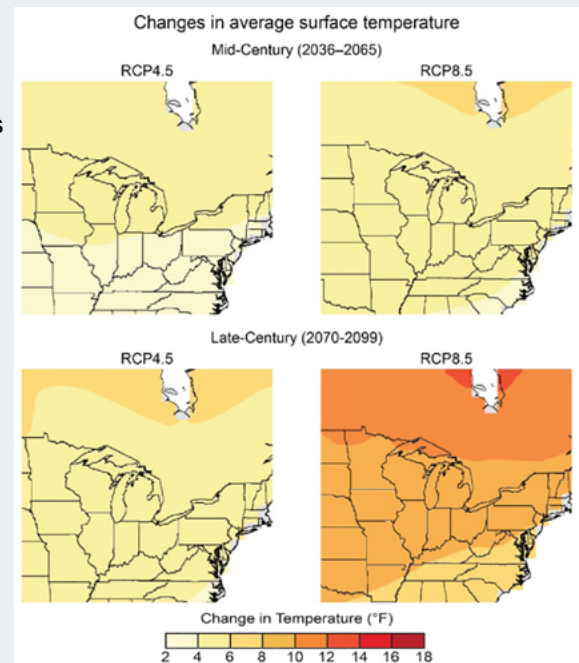 Changes in average surface temperature
Mid-Century (2036–2065)
RCP4.5 RCP8.5
s
Late-Century (2070-2099)
RCP4.5 RCP8.5
Change in Temperature (°F)
2 4 6 8 10 12 14 16 18